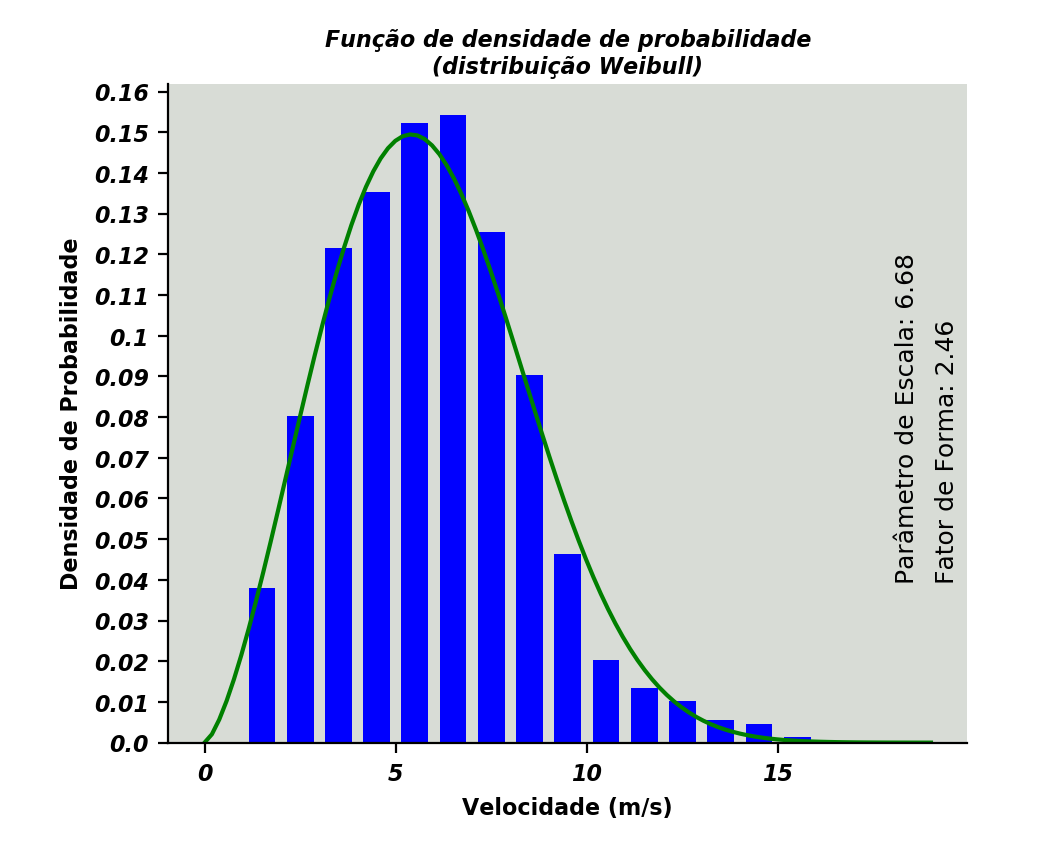 Função de densidade de probabilidade
(distribuição Weibull)
0.16
0.15
0.14
0.13
0.12
0.11
0.1
0.09
0.08
0.07
0.06
0.05
0.04
0.03
0.02
0.01
0.0
Densidade de Probabilidade
Parâmetro de Escala: 6.68
Fator de Forma: 2.46
0 5 10 15
Velocidade (m/s)